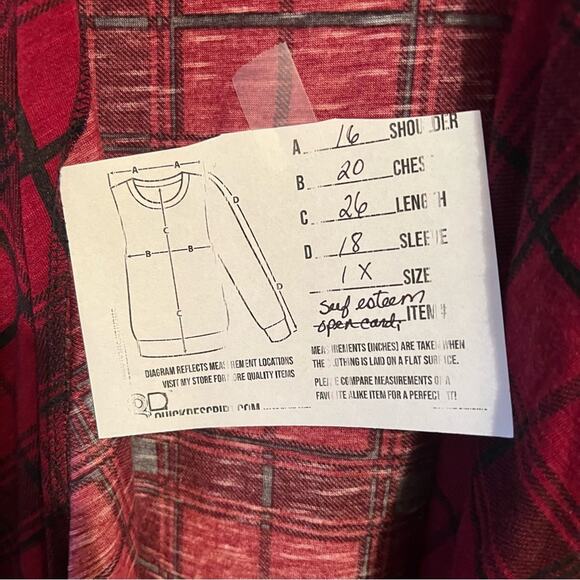 A 16 SHOULDER
B 20 CHEST
C 26 LENGTH
D 18 SLEEVE
1X SIZE
Self esteem
open cardi ITEM#
A A
C
D
B B
C
D
DIAGRAM REFLECTS MEASUREMENT LOCATIONS
VISIT MY STORE FOR MORE QUALITY ITEMS
MEASUREMENTS (INCHES) ARE TAKEN WHEN
THE CLOTHING IS LAID ON A FLAT SURFACE.
PLEASE COMPARE MEASUREMENTS OF A
FAVORITE ALIKE ITEM FOR A PERFECT FIT!